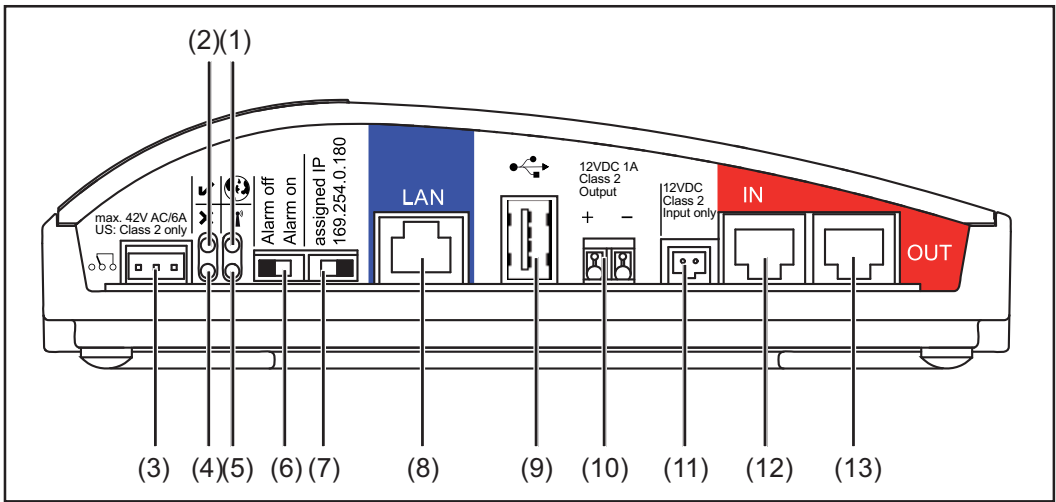 (2)(1)
max. 42V AC/6A
US: Class 2 only
Alarm off
Alarm on
assigned IP
169.254.0.180
LAN
12VDC 1A
Class 2
Output
+ −
12VDC
Class 2
Input only
IN
OUT
(3) (4)(5) (6) (7) (8) (9) (10) (11) (12) (13)